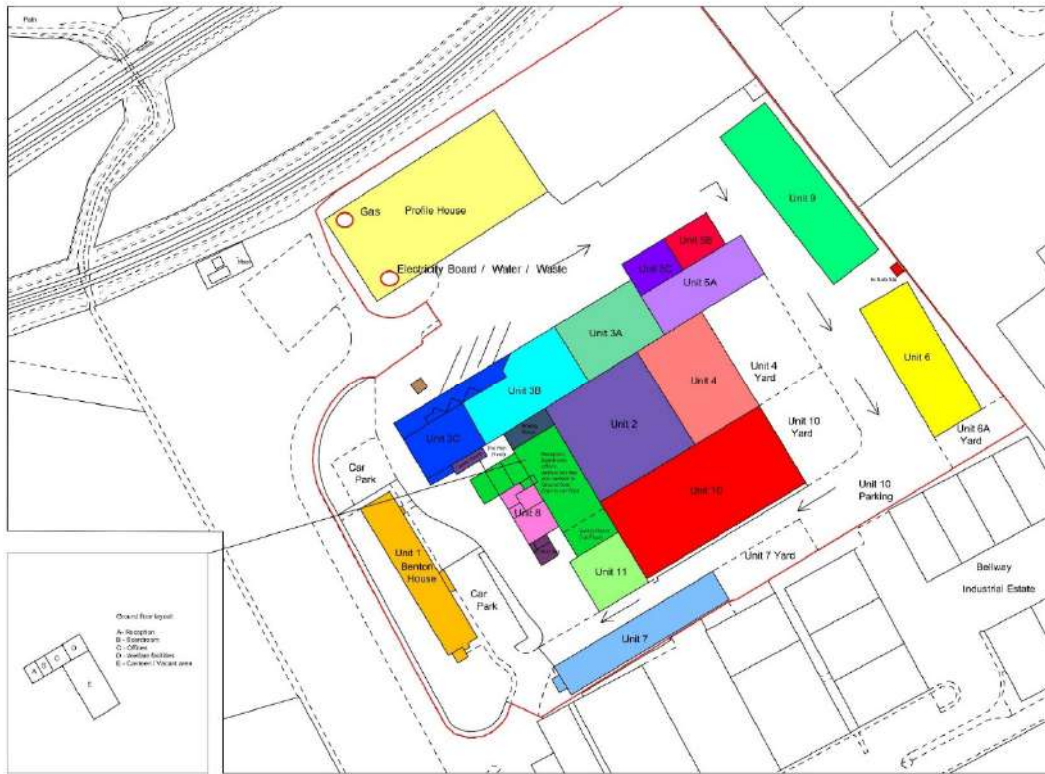 Path
Gas
Profile House
Electricity Board / Water / Waste
Unit 9
Unit 5B
Unit 5C
Unit 5A
Unit 3A
Unit 6
Unit 4
Unit 4
Yard
Unit 3B
Unit 2
Unit 6A
Yard
Unit 10
Yard
Unit 3C
Car
Park
Unit 10
Unit 10
Parking
Unit 8
Unit 1
Benton
House
Unit 7 Yard
Unit 11
Bellway
Industrial Estate
Car
Park
Unit 7
Ground floor layout
A- Reception
B - Boardroom
C - Offices
D - Welfare facilities
E - Canteen / Vacant area
A
B
C
D
E